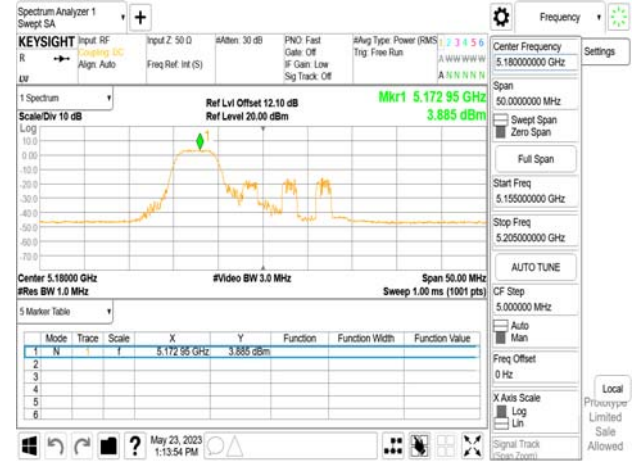 Spectrum Analyzer 1
Swept SA
Frequency
KEYSIGHT Input: RF Input Z: 50 Ω #Atten: 30 dB PNO: Fast #Avg Type: Power (RMS 1 2 3 4 5 6
R Coupling: DC Gate: Off Trig: Free Run A W W W W W
Align: Auto Freq Ref: Int (S) IF Gain: Low A N N N N N
Sig Track: Off
LXI
1 Spectrum
Scale/Div 10 dB
Log
Ref Lvl Offset 12.10 dB
Ref Level 20.00 dBm
Mkr1 5.172 95 GHz
3.885 dBm
1
10.0
0.00
-10.0
-20.0
-30.0
-40.0
-50.0
-60.0
-70.0
Center 5.18000 GHz #Video BW 3.0 MHz Span 50.00 MHz
#Res BW 1.0 MHz Sweep 1.00 ms (1001 pts)
5 Marker Table
Mode Trace Scale X Y Function Function Width Function Value
1 N 1 f 5.172 95 GHz 3.885 dBm
2
3
4
5
6
May 23, 2023
1:13:54 PM
Center Frequency
5.180000000 GHz
Settings
Span
50.0000000 MHz
Swept Span
Zero Span
Full Span
Start Freq
5.155000000 GHz
Stop Freq
5.205000000 GHz
AUTO TUNE
CF Step
5.000000 MHz
Auto
Man
Freq Offset
0 Hz
X Axis Scale
Log
Lin
Signal Track
(Span Zoom)
Local
Prototype
Limited
Sale
Allowed